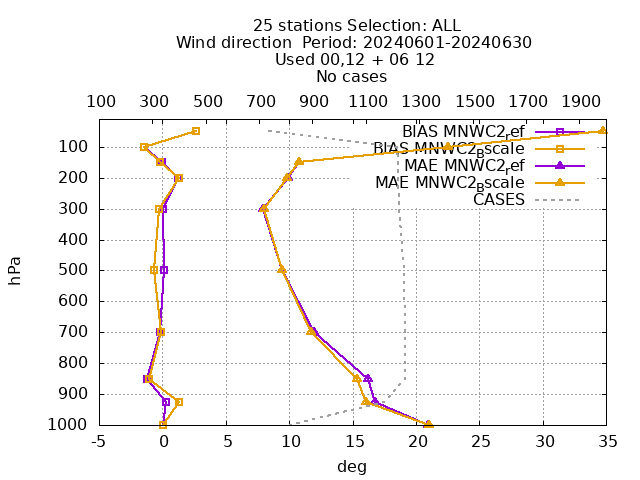 25 stations Selection: ALL
Wind direction  Period: 20240601-20240630
Used 00,12 + 06 12
No cases
100 300 500 700 900 1100 1300 1500 1700 1900
BIAS MNWC2_ref
BIAS MNWC2_Bscale
MAE MNWC2_ref
MAE MNWC2_Bscale
CASES
hPa
100
200
300
400
500
600
700
800
900
1000
-5 0 5 10 15 20 25 30 35
deg